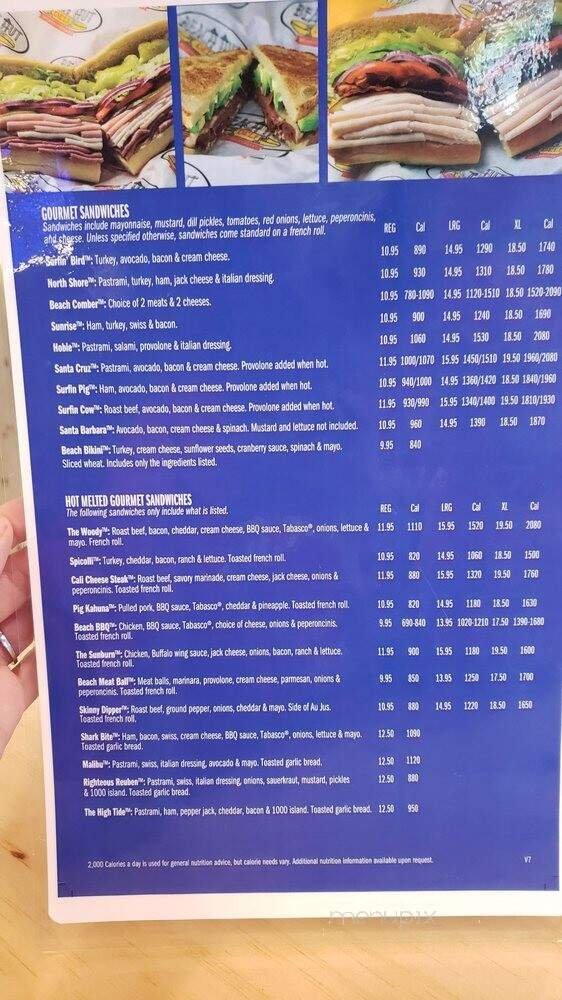 GOURMET SANDWICHES
Sandwiches include mayonnaise, mustard, dill pickles, tomatoes, red onions, lettuce, peperoncinis,
and cheese. Unless specified otherwise, sandwiches come standard on a french roll.
REG Cal LRG Cal XL Cal
Surfin' Bird™: Turkey, avocado, bacon & cream cheese. 10.95 890 14.95 1290 18.50 1740
North Shore™: Pastrami, turkey, ham, jack cheese & italian dressing. 10.95 930 14.95 1310 18.50 1780
Beach Comber™: Choice of 2 meats & 2 cheeses. 10.95 780-1090 14.95 1120-1510 18.50 1520-2090
Sunrise™: Ham, turkey, swiss & bacon. 10.95 900 14.95 1240 18.50 1690
Hobie™: Pastrami, salami, provolone & italian dressing. 10.95 1060 14.95 1530 18.50 2080
Santa Cruz™: Pastrami, avocado, bacon & cream cheese. Provolone added when hot. 11.95 1000/1070 15.95 1450/1510 19.50 1960/2080
Surfin Pig™: Ham, avocado, bacon & cream cheese. Provolone added when hot. 10.95 940/1000 14.95 1360/1420 18.50 1840/1960
Surfin Cow™: Roast beef, avocado, bacon & cream cheese. Provolone added when hot. 11.95 930/990 15.95 1340/1400 19.50 1810/1930
Santa Barbara™: Avocado, bacon, cream cheese & spinach. Mustard and lettuce not included. 10.95 960 14.95 1390 18.50 1870
Beach Bikini™: Turkey, cream cheese, sunflower seeds, cranberry sauce, spinach & mayo. 9.95 840
Sliced wheat. Includes only the ingredients listed.
HOT MELTED GOURMET SANDWICHES
The following sandwiches only include what is listed. REG Cal LRG Cal XL Cal
The Woody™: Roast beef, bacon, cheddar, cream cheese, BBQ sauce, Tabasco®, onions, lettuce & 11.95 1110 15.95 1520 19.50 2080
mayo. French roll.
Spicolli™: Turkey, cheddar, bacon, ranch & lettuce. Toasted french roll. 10.95 820 14.95 1060 18.50 1500
Cali Cheese Steak™: Roast beef, savory marinade, cream cheese, jack cheese, onions & 11.95 880 15.95 1320 19.50 1760
peperoncinis. Toasted french roll.
Pig Kahuna™: Pulled pork, BBQ sauce, Tabasco®, cheddar & pineapple. Toasted french roll. 10.95 820 14.95 1180 18.50 1630
Beach BBQ™: Chicken, BBQ sauce, Tabasco®, choice of cheese, onions & peperoncinis. 9.95 690-840 13.95 1020-1210 17.50 1390-1680
Toasted french roll.
The Sunburn™: Chicken, Buffalo wing sauce, jack cheese, onions, bacon, ranch & lettuce. 11.95 900 15.95 1180 19.50 1600
Toasted french roll.
Beach Meat Ball™: Meat balls, marinara, provolone, cream cheese, parmesan, onions & 9.95 850 13.95 1250 17.50 1700
peperoncinis. Toasted french roll.
Skinny Dipper™: Roast beef, ground pepper, onions, cheddar & mayo. Side of Au Jus. 10.95 880 14.95 1220 18.50 1650
Toasted french roll.
Shark Bite™: Ham, bacon, swiss, cream cheese, BBQ sauce, Tabasco®, onions, lettuce & mayo. 12.50 1090
Toasted garlic bread.
Malibu™: Pastrami, swiss, italian dressing, avocado & mayo. Toasted garlic bread. 12.50 1120
Righteous Reuben™: Pastrami, swiss, italian dressing, onions, sauerkraut, mustard, pickles 12.50 880
& 1000 island. Toasted garlic bread.
The High Tide™: Pastrami, ham, pepper jack, cheddar, bacon & 1000 island. Toasted garlic bread. 12.50 950
2,000 Calories a day is used for general nutrition advice, but calorie needs vary. Additional nutrition information available upon request. V7
menupix